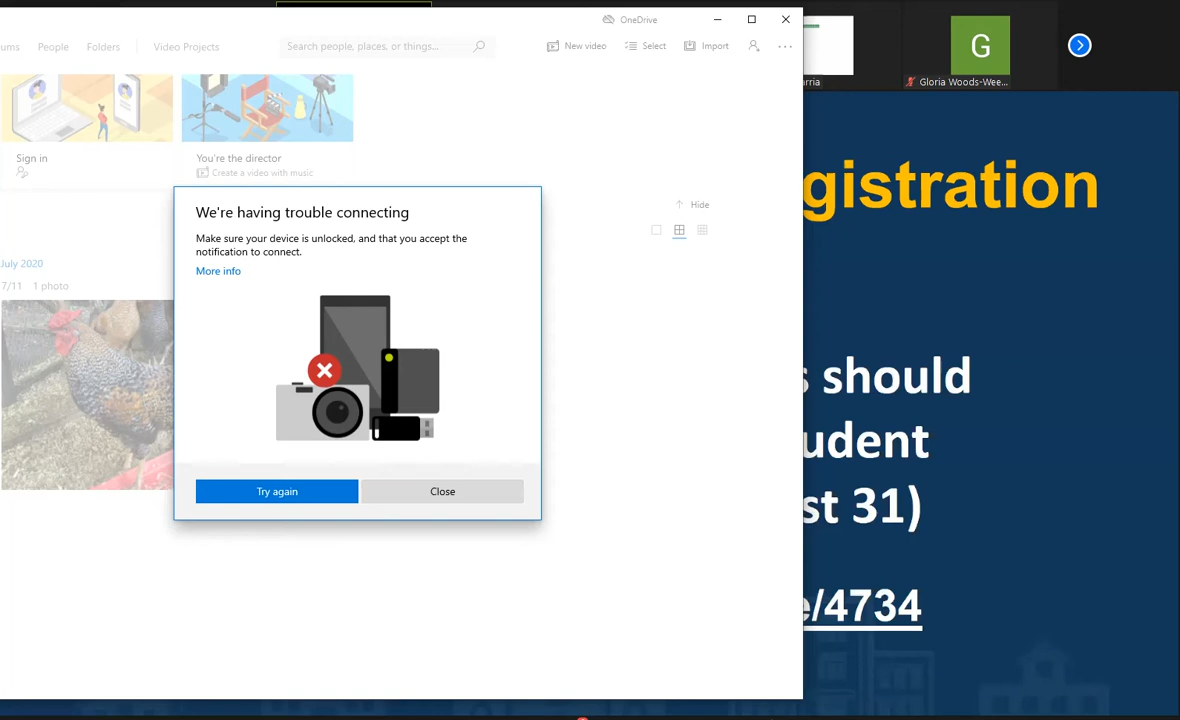 OneDrive
ums People Folders Video Projects
Search people, places, or things...
New video Select Import
Sign in
You're the director
Create a video with music
Hide
July 2020
7/11 1 photo
We're having trouble connecting
Make sure your device is unlocked, and that you accept the
notification to connect.
More info
Try again Close
rria
G
Gloria Woods-Wee...
gistration
s should
udent
st 31)
e/4734